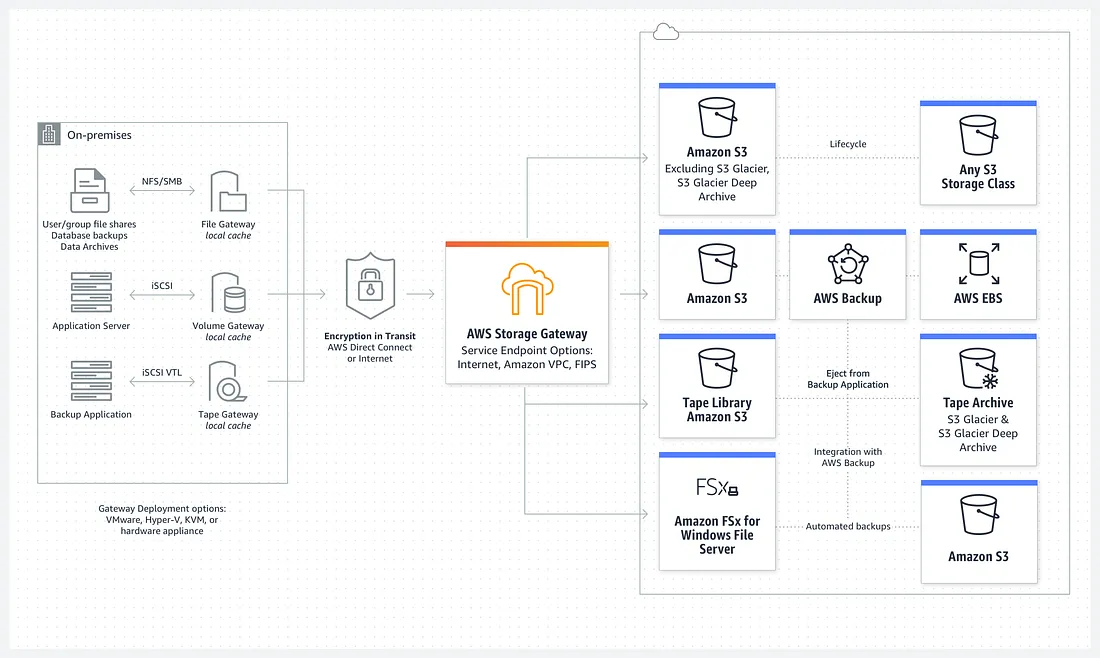 On-premises
NFS/SMB
User/group file shares
Database backups
Data Archives
File Gateway
local cache
iSCSI
Application Server
Volume Gateway
local cache
iSCSI VTL
Backup Application
Tape Gateway
local cache
Gateway Deployment options:
VMware, Hyper-V, KVM, or
hardware appliance
Encryption in Transit
AWS Direct Connect
or Internet
AWS Storage Gateway
Service Endpoint Options:
Internet, Amazon VPC, FIPS
Amazon S3
Excluding S3 Glacier,
S3 Glacier Deep
Archive
Lifecycle
Any S3
Storage Class
Amazon S3
AWS Backup
AWS EBS
Tape Library
Amazon S3
Eject from
Backup Application
Tape Archive
S3 Glacier &
S3 Glacier Deep
Archive
Integration with
AWS Backup
FSx
Amazon FSx for
Windows File
Server
Automated backups
Amazon S3